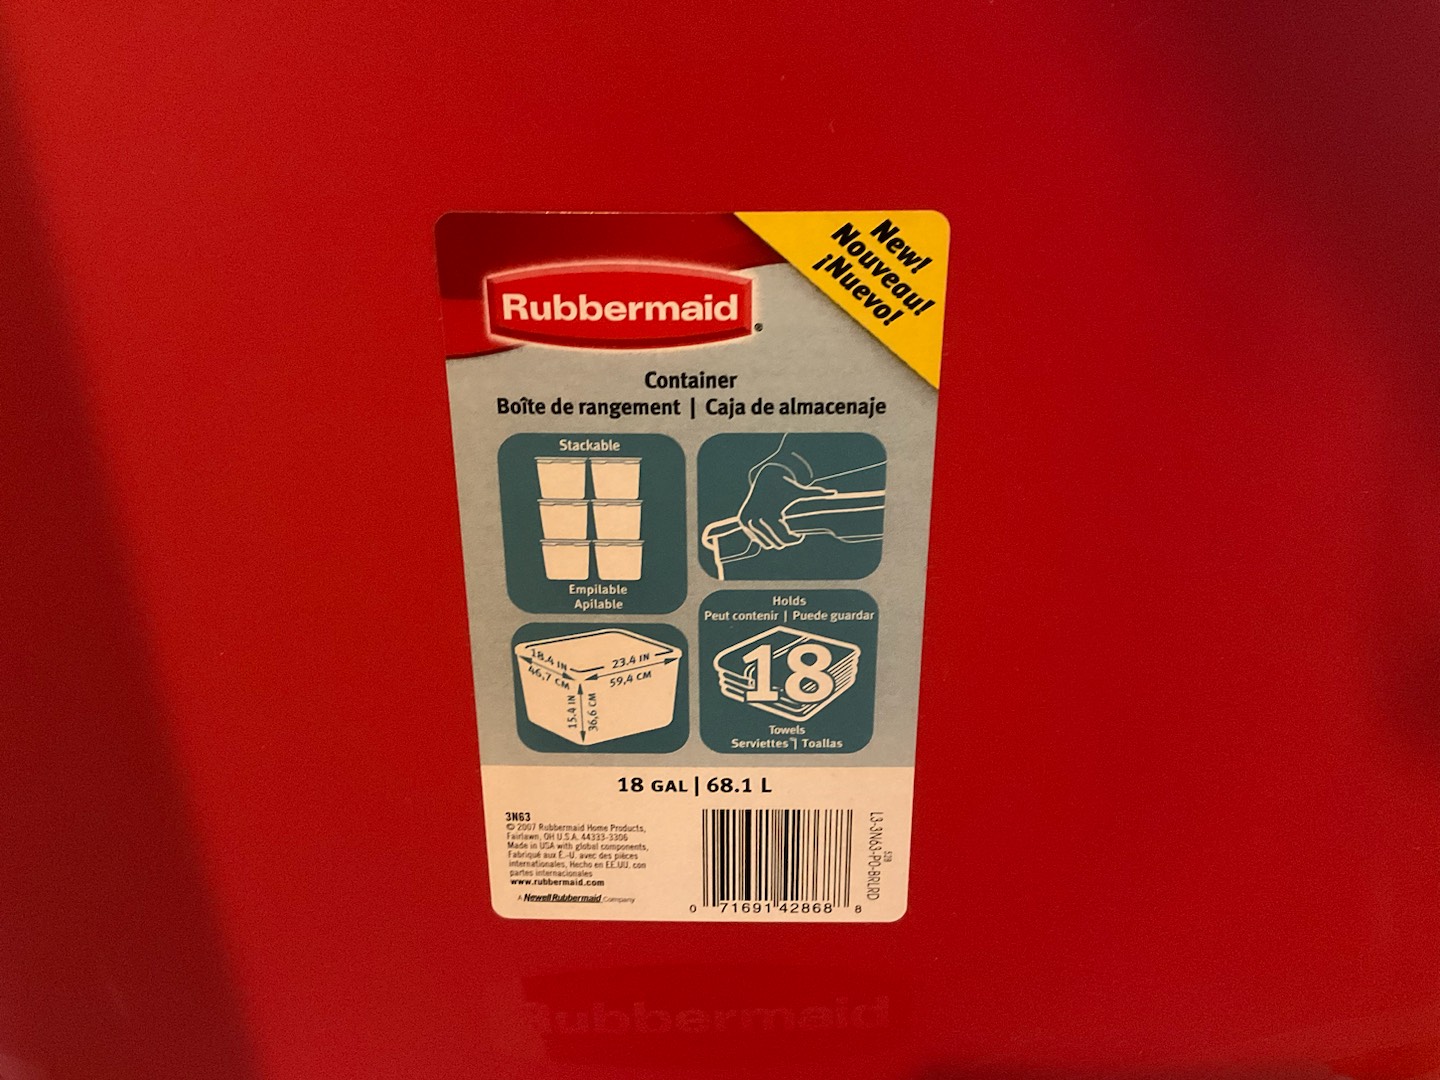 New!
Nouveau!
¡Nuevo!
Rubbermaid®
Container
Boîte de rangement | Caja de almacenaje
Stackable
Empilable
Apilable
Holds
Peut contenir | Puede guardar
18
Towels
Serviettes | Toallas
18.4 IN
46,7 CM
23.4 IN
59,4 CM
15.4 IN
36,6 CM
18 GAL | 68.1 L
3N63
© 2007 Rubbermaid Home Products,
Fairlawn, OH U.S.A. 44333-3306
Made in USA with global components,
Fabriqué aux É.-U. avec des pièces
internationales, Hecho en EE.UU. con
partes internacionales
www.rubbermaid.com
A Newell Rubbermaid Company
0 71691 42868 8
L3-3N63-P0-BRLRD
528
Rubbermaid